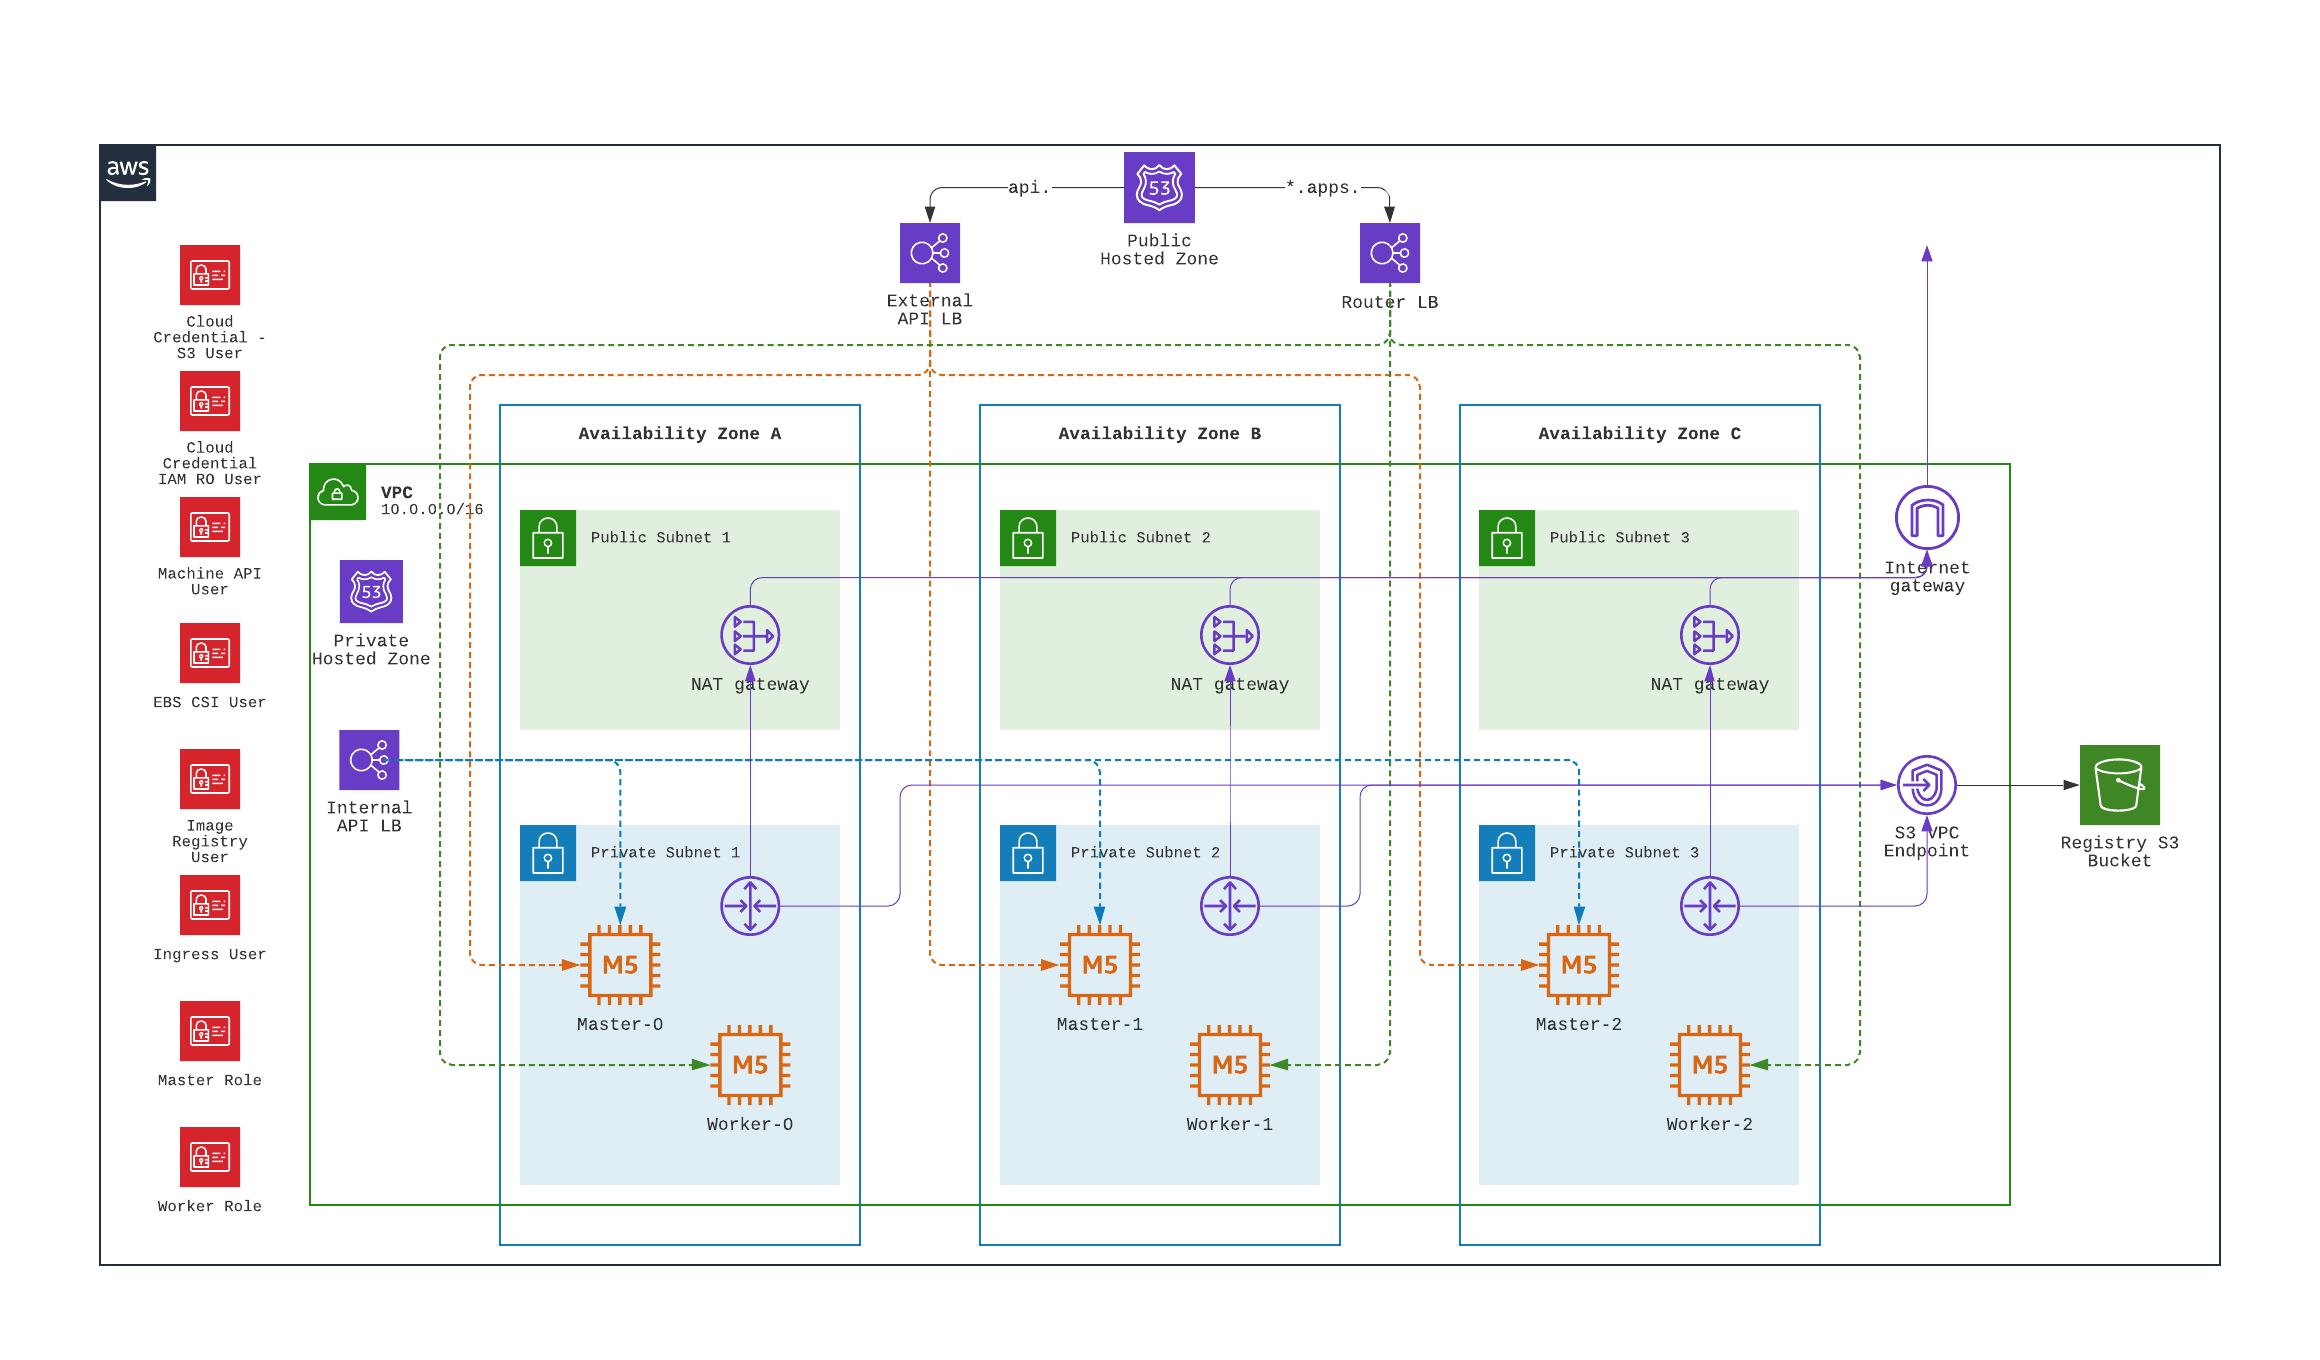 aws
api.
53
*.apps.
Public
Hosted Zone
External
API LB
Router LB
Cloud
Credential -
S3 User
Cloud
Credential
IAM RO User
Machine API
User
EBS CSI User
Image
Registry
User
Ingress User
Master Role
Worker Role
VPC
10.0.0.0/16
53
Private
Hosted Zone
Internal
API LB
Availability Zone A
Public Subnet 1
NAT gateway
Private Subnet 1
M5
Master-0
M5
Worker-0
Availability Zone B
Public Subnet 2
NAT gateway
Private Subnet 2
M5
Master-1
M5
Worker-1
Availability Zone C
Public Subnet 3
NAT gateway
Private Subnet 3
M5
Master-2
M5
Worker-2
Internet
gateway
S3 VPC
Endpoint
Registry S3
Bucket